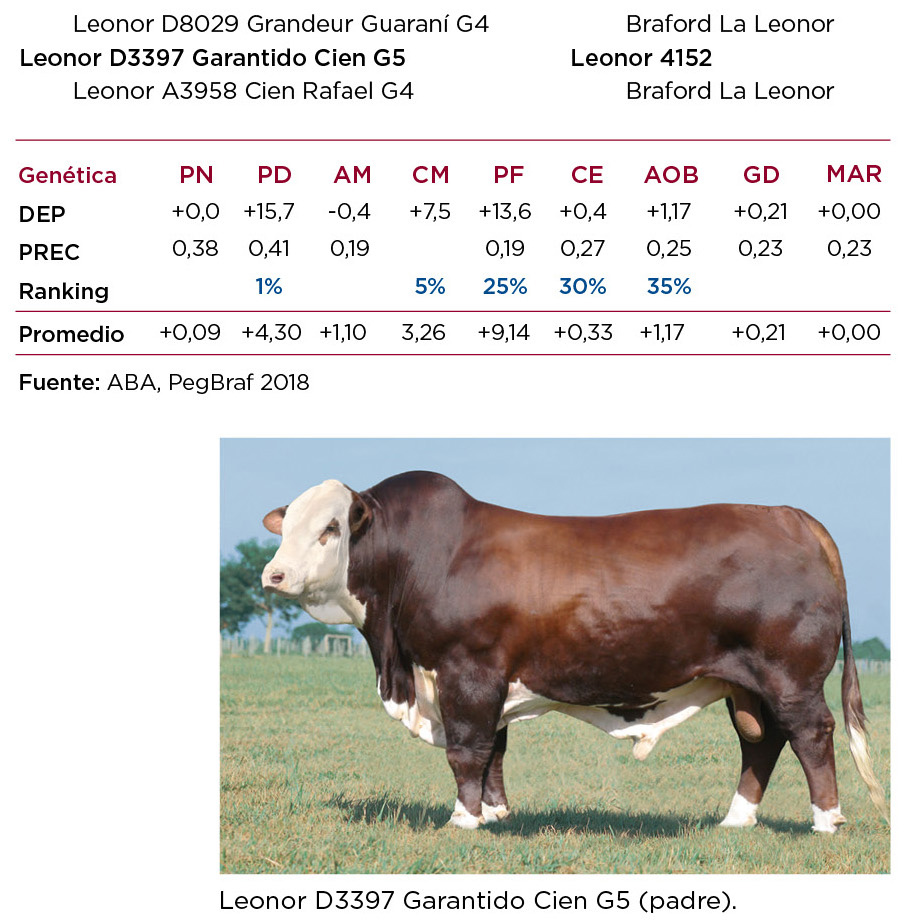 Leonor D8029 Grandeur Guaraní G4 Braford La Leonor
Leonor D3397 Garantido Cien G5 Leonor 4152
Leonor A3958 Cien Rafael G4 Braford La Leonor
Genética PN PD AM CM PF CE AOB GD MAR
DEP +0,0 +15,7 -0,4 +7,5 +13,6 +0,4 +1,17 +0,21 +0,00
PREC 0,38 0,41 0,19 0,19 0,27 0,25 0,23 0,23
Ranking 1% 5% 25% 30% 35%
Promedio +0,09 +4,30 +1,10 3,26 +9,14 +0,33 +1,17 +0,21 +0,00
Fuente: ABA, PegBraf 2018
Leonor D3397 Garantido Cien G5 (padre).